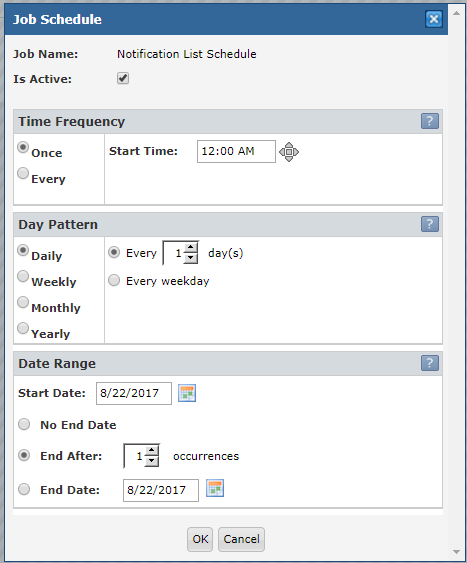 Job Schedule
Job Name: Notification List Schedule
Is Active:
Time Frequency ?
Once Start Time: 12:00 AM
Every
Day Pattern ?
Daily Every 1 day(s)
Weekly Every weekday
Monthly
Yearly
Date Range ?
Start Date: 8/22/2017
No End Date
End After: 1 occurrences
End Date: 8/22/2017
OK Cancel